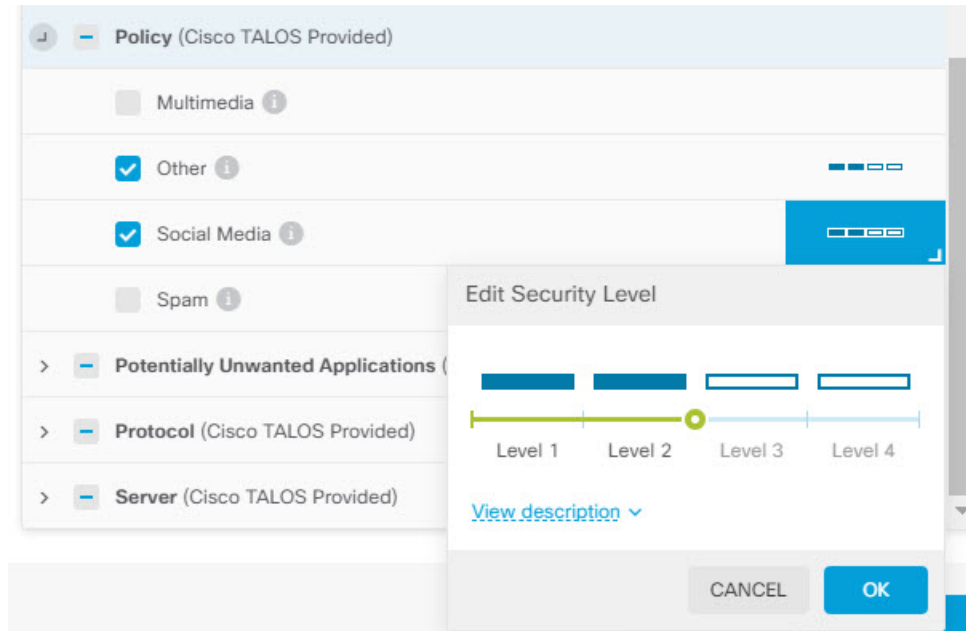 Policy (Cisco TALOS Provided)
Multimedia
Other
Social Media
Spam
Potentially Unwanted Applications (
Protocol (Cisco TALOS Provided)
Server (Cisco TALOS Provided)
Edit Security Level
Level 1 Level 2 Level 3 Level 4
View description
CANCEL OK